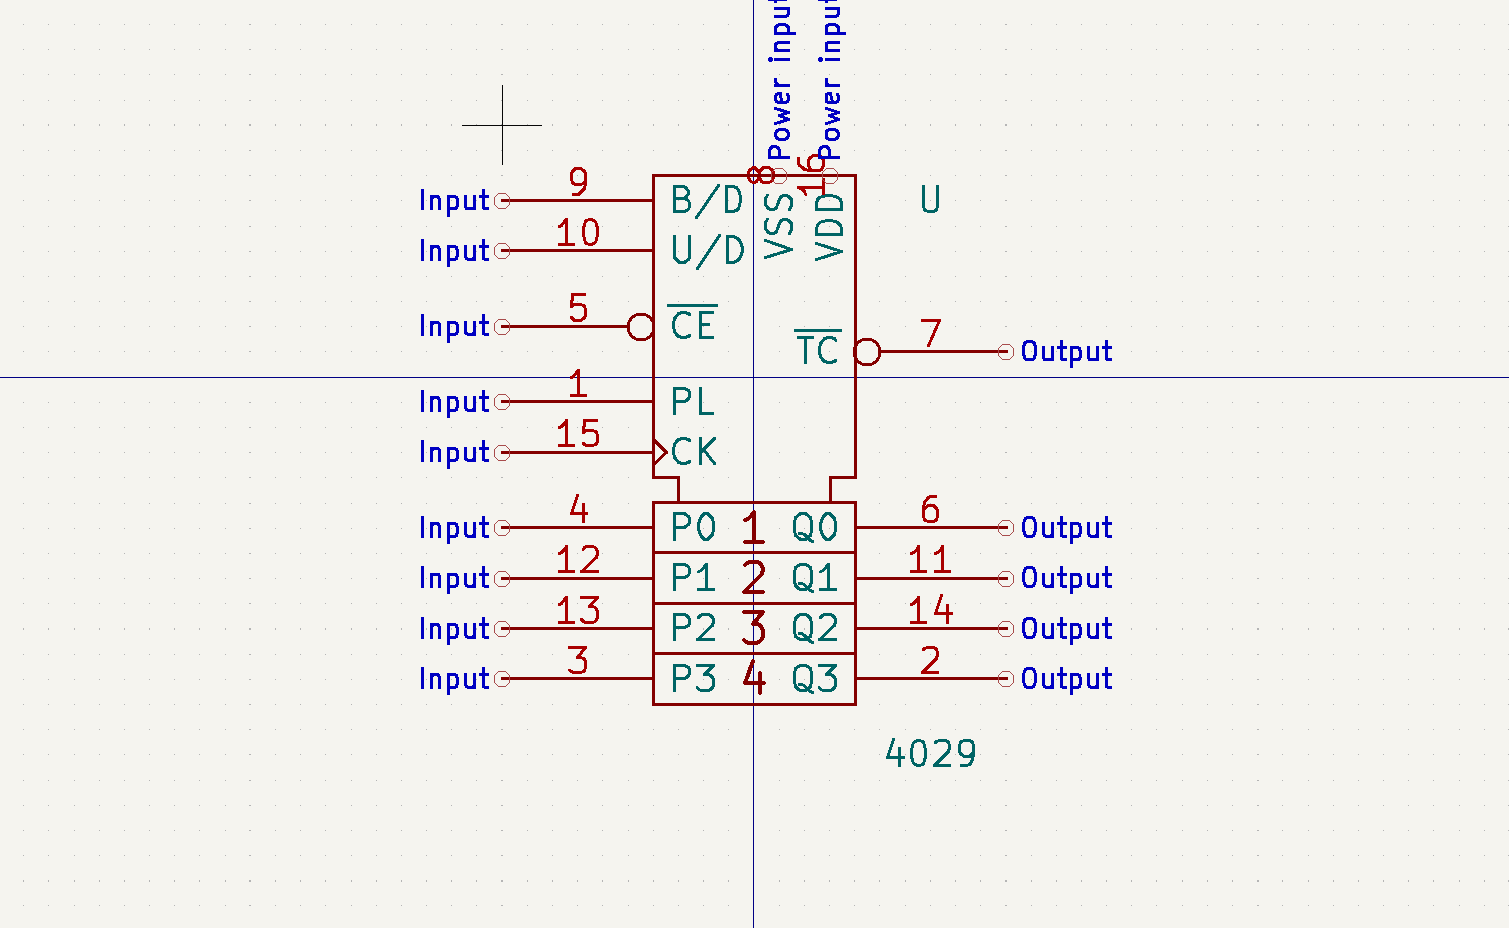 Power input
Power input
8
16
VSS
VDD
U
Input 9 B/D
Input 10 U/D
Input 5 CE
TC 7 Output
Input 1 PL
Input 15 CK
Input 4 P0 1 Q0 6 Output
Input 12 P1 2 Q1 11 Output
Input 13 P2 3 Q2 14 Output
Input 3 P3 4 Q3 2 Output
4029